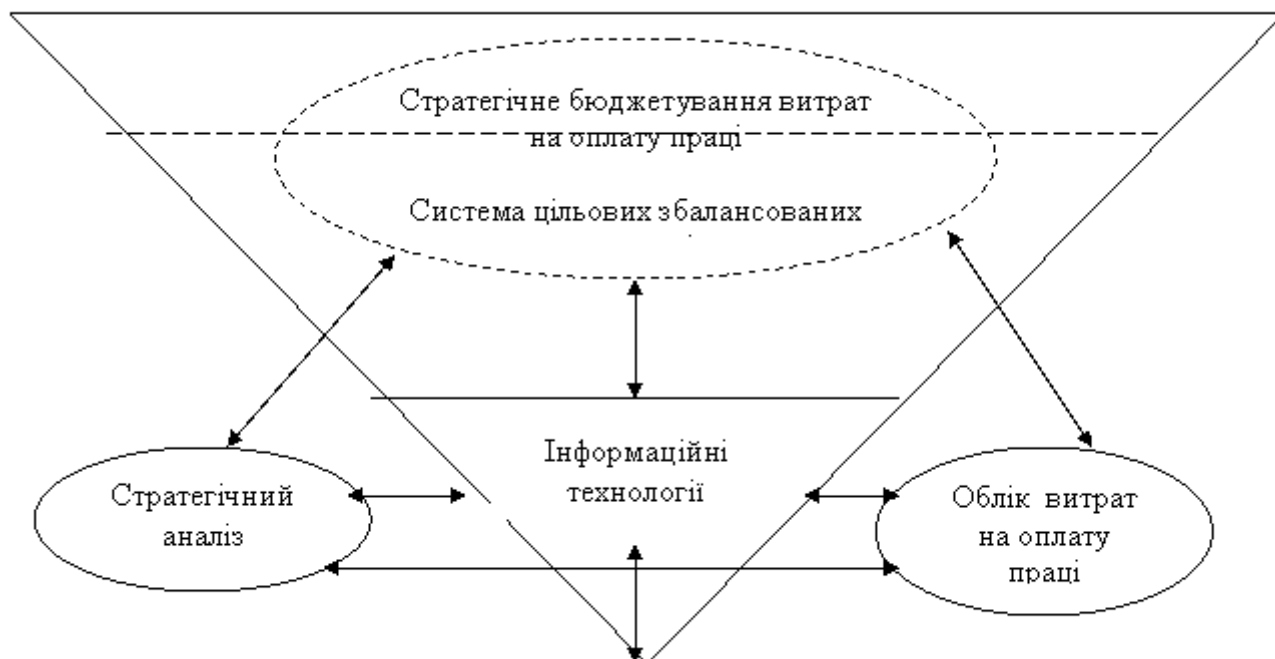 Стратегічне бюджетування витрат
на оплату праці
Система цільових збалансованих
Інформаційні
технології
Стратегічний
аналіз
Облік витрат
на оплату
праці